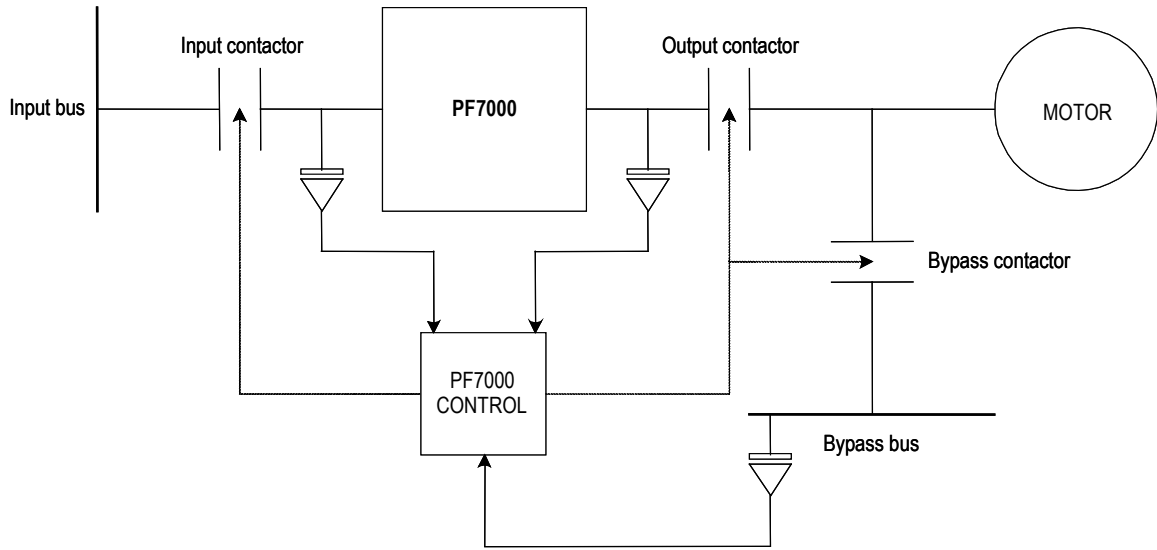 Input contactor
Output contactor
Input bus
PF7000
MOTOR
Bypass contactor
PF7000
CONTROL
Bypass bus